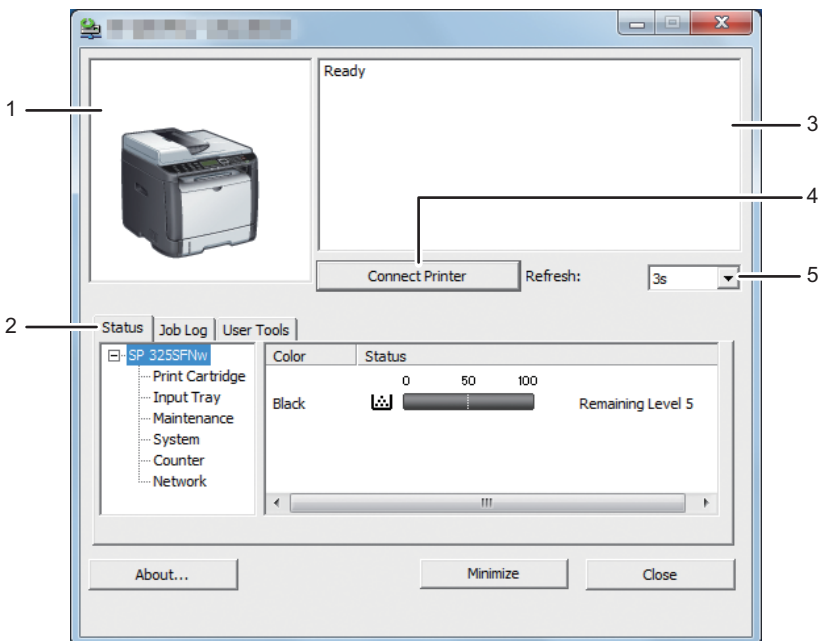 Ready
1
3
4
Connect Printer Refresh: 3s
5
2
Status Job Log User Tools
SP 325SFNw
Print Cartridge
Input Tray
Maintenance
System
Counter
Network
Color Status
0 50 100
Black Remaining Level 5
About... Minimize Close